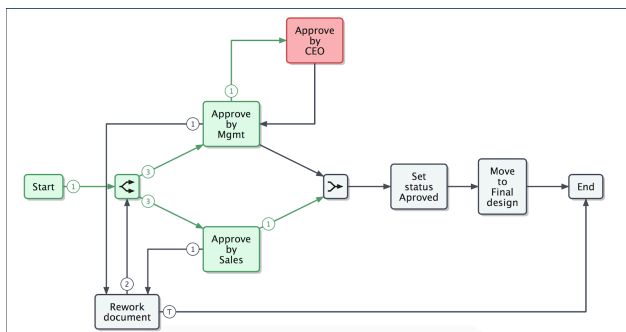 Approve
by
CEO
1
1
Approve
by
Mgmt
3
Start
1
3
Set
status
Aproved
Move
to
Final
design
End
1
Approve
by
Sales
1
2
Rework
document
T